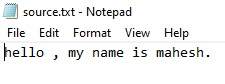 source.txt - Notepad
File Edit Format View Help
hello , my name is mahesh.